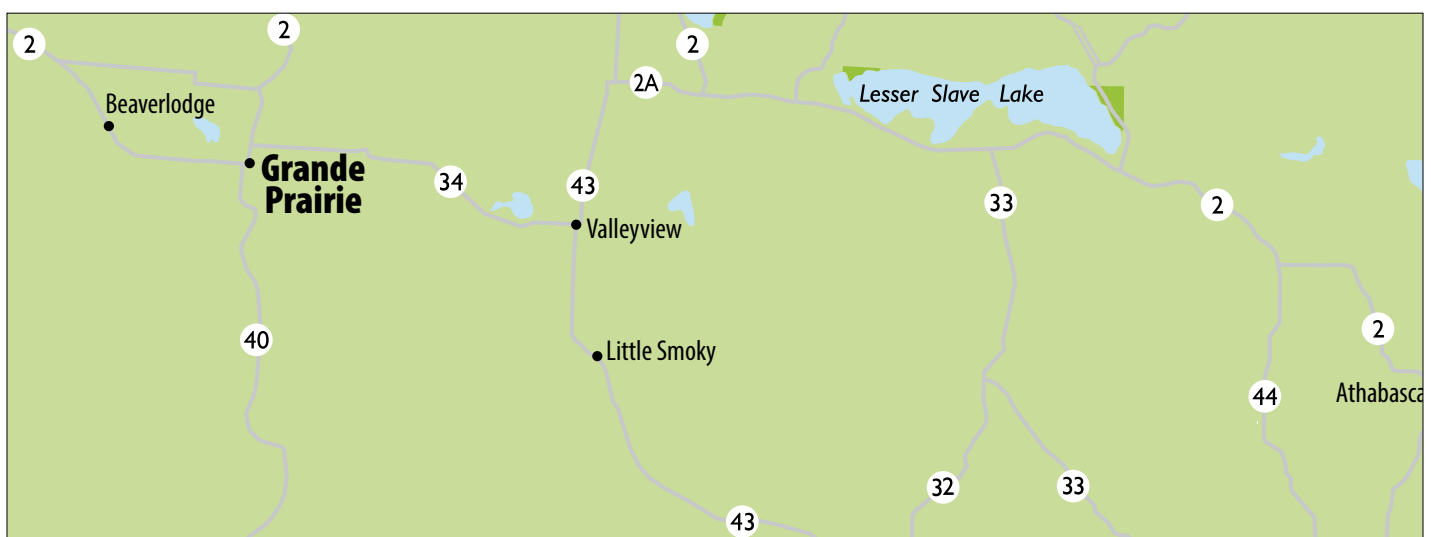 2
2
2
2A
Beaverlodge
Lesser Slave Lake
Grande
Prairie
34
43
33
2
Valleyview
40
Little Smoky
2
44
Athabasca
32
33
43